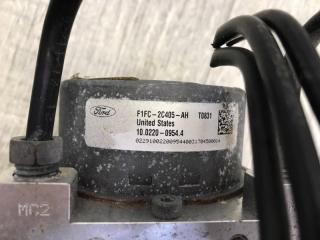 Ford
F1FC-2C405-AH T0831
United States
10.0220-0954.4
MC2